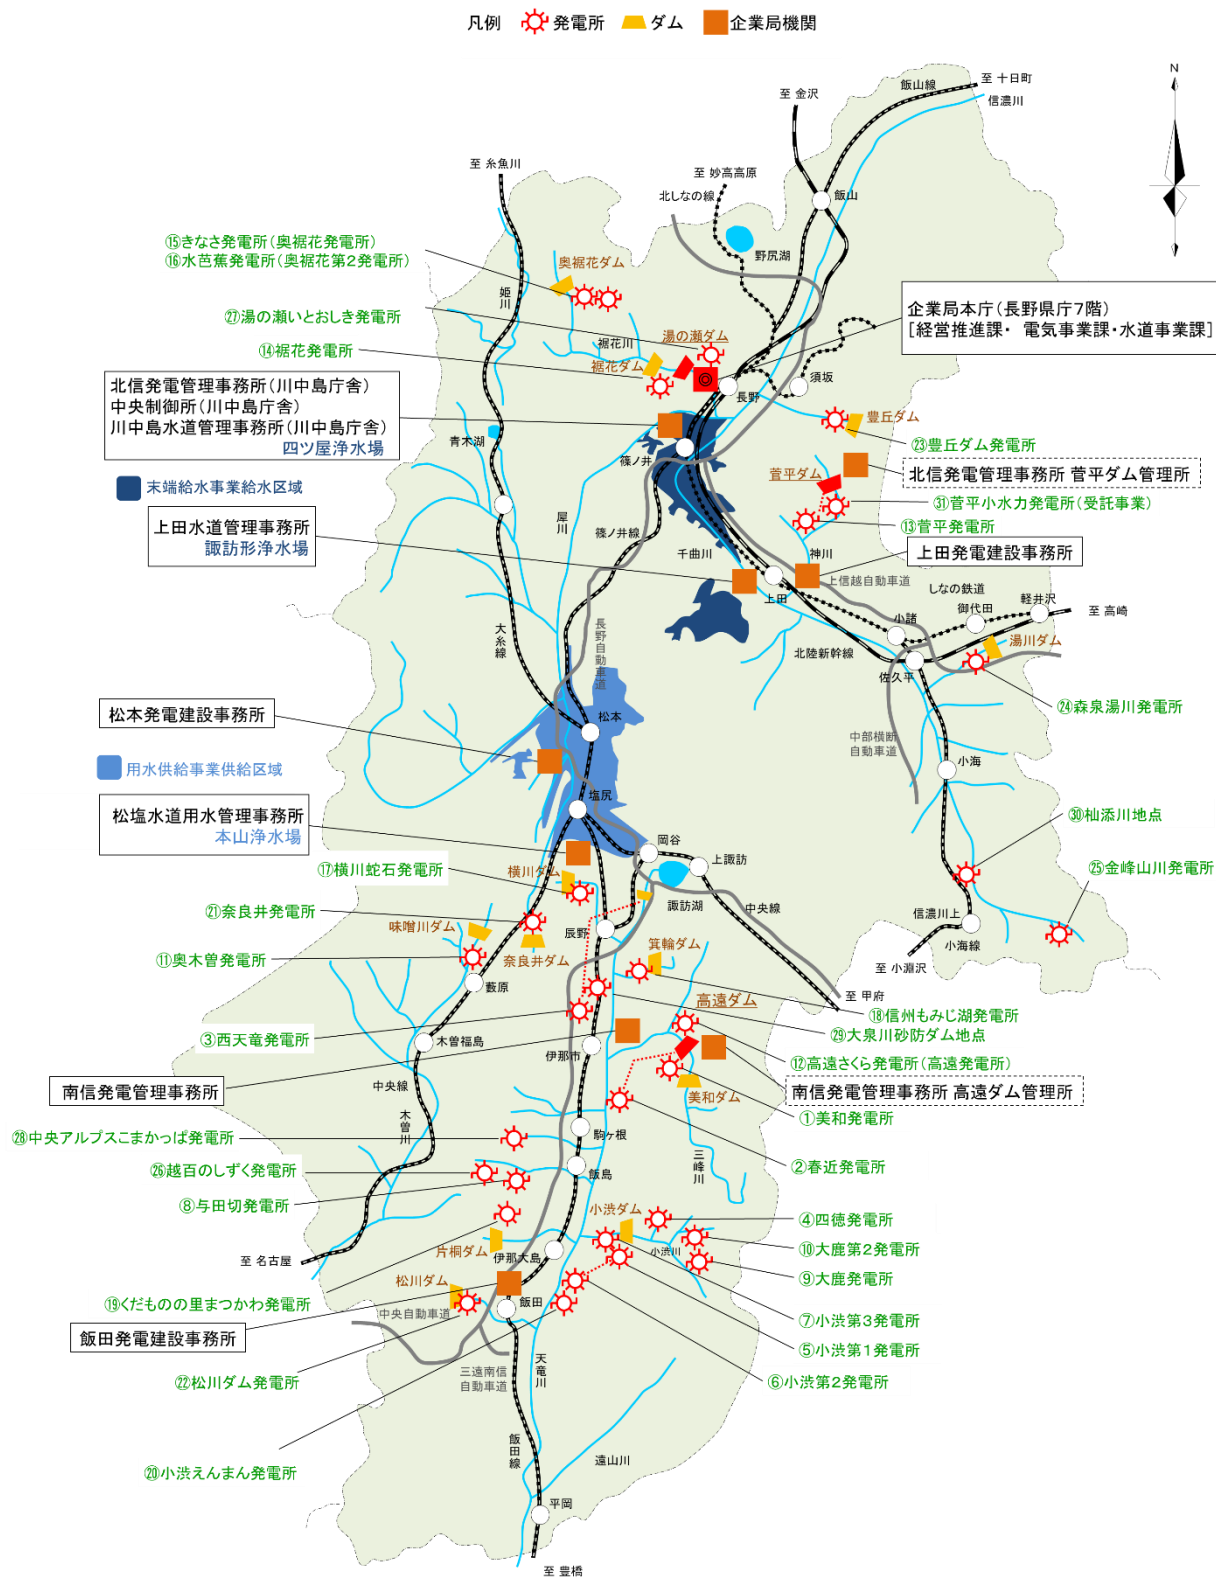 凡例 発電所 ダム 企業局機関
N
至 十日町
飯山線
信濃川
至 金沢
至 糸魚川
至 妙高高原
北しなの線
飯山
野尻湖
⑮きなさ発電所(奥裾花発電所)
⑯水芭蕉発電所(奥裾花第2発電所)
奥裾花ダム
姫川
企業局本庁(長野県庁7階)
[経営推進課・ 電気事業課・水道事業課]
㉗湯の瀬いとおしき発電所
湯の瀬ダム
裾花川
⑭裾花発電所
裾花ダム
須坂
長野
北信発電管理事務所(川中島庁舎)
中央制御所(川中島庁舎)
川中島水道管理事務所(川中島庁舎)
四ツ屋浄水場
豊丘ダム
㉓豊丘ダム発電所
青木湖
篠ノ井
菅平ダム
北信発電管理事務所 菅平ダム管理所
末端給水事業給水区域
㉛菅平小水力発電所(受託事業)
⑬菅平発電所
犀川
篠ノ井線
上田水道管理事務所
諏訪形浄水場
千曲川
神川
上田発電建設事務所
上信越自動車道
上田
しなの鉄道
軽井沢
御代田
小諸
至 高崎
大糸線
長野自動車道
北陸新幹線
湯川ダム
佐久平
㉔森泉湯川発電所
松本発電建設事務所
松本
中部横断
自動車道
小海
用水供給事業供給区域
塩尻
松塩水道用水管理事務所
本山浄水場
㉚杣添川地点
岡谷
上諏訪
⑰横川蛇石発電所
横川ダム
㉕金峰山川発電所
諏訪湖
中央線
㉑奈良井発電所
味噌川ダム
辰野
信濃川上
小海線
箕輪ダム
奈良井ダム
⑪奥木曽発電所
至 小淵沢
藪原
至 甲府
高遠ダム
⑱信州もみじ湖発電所
③西天竜発電所
㉙大泉川砂防ダム地点
木曽福島
伊那市
⑫高遠さくら発電所(高遠発電所)
南信発電管理事務所
中央線
南信発電管理事務所 高遠ダム管理所
美和ダム
①美和発電所
木曽川
駒ヶ根
㉘中央アルプスこまかっぱ発電所
三峰川
②春近発電所
㉖越百のしずく発電所
飯島
⑧与田切発電所
小渋ダム
④四徳発電所
小渋川
⑩大鹿第2発電所
片桐ダム
伊那大島
至 名古屋
⑨大鹿発電所
松川ダム
⑲くだものの里まつかわ発電所
飯田
中央自動車道
⑦小渋第3発電所
飯田発電建設事務所
⑤小渋第1発電所
三遠南信
自動車道
天竜川
㉒松川ダム発電所
⑥小渋第2発電所
飯田線
遠山川
⑳小渋えんまん発電所
平岡
至 豊橋